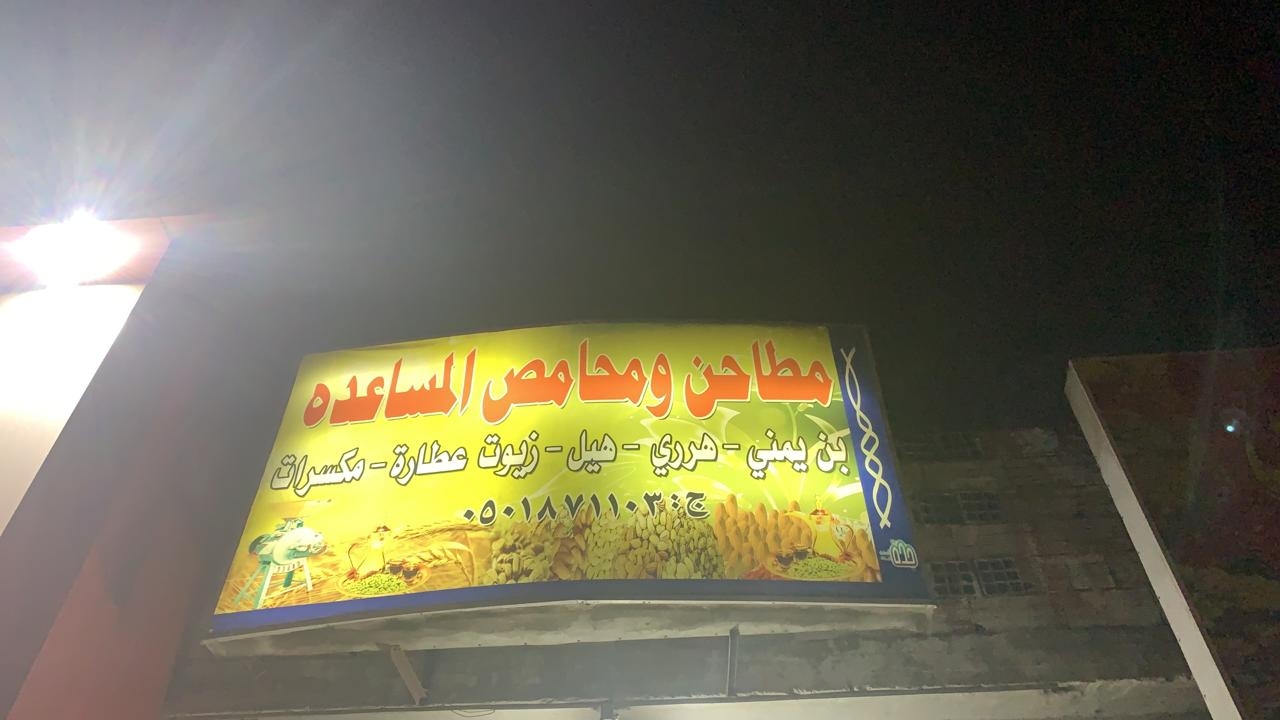 مطاحن ومحامص المساعده
بن يمني - هرري - هيل - زيوت عطارة - مكسرات
ج : ٠٥٠١٨٧١١٠٣